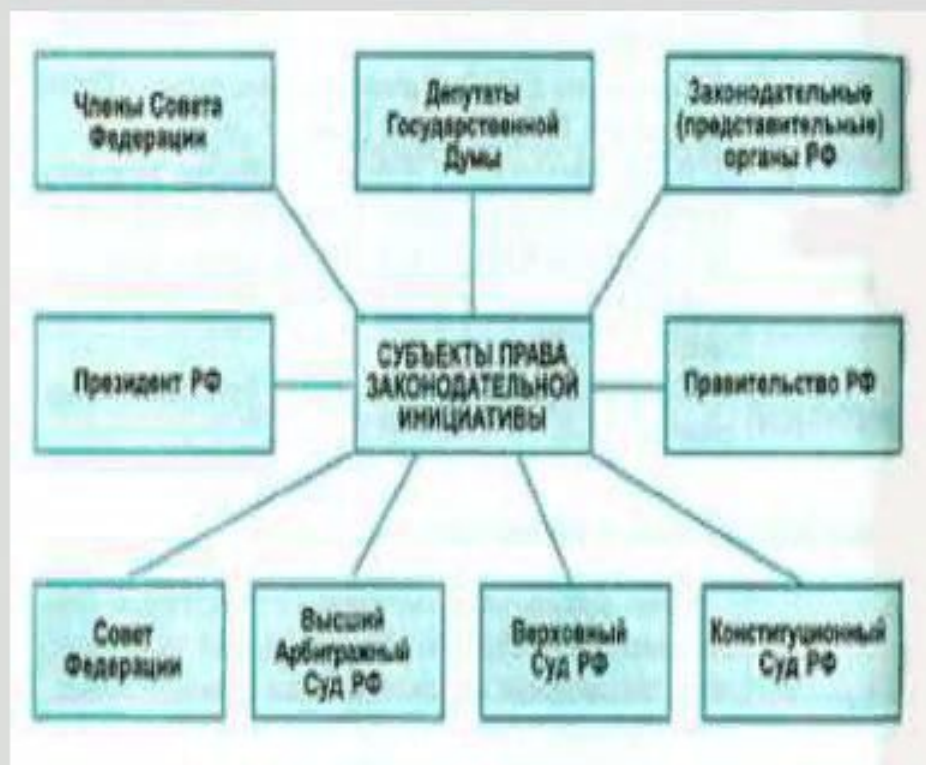 Члены Совета
Федерации
Депутаты
Государственной
Думы
Законодательные
(представительные)
органы РФ
Президент РФ
СУБЪЕКТЫ ПРАВА
ЗАКОНОДАТЕЛЬНОЙ
ИНИЦИАТИВЫ
Правительство РФ
Совет
Федерации
Высший
Арбитражный
Суд РФ
Верховный
Суд РФ
Конституционный
Суд РФ